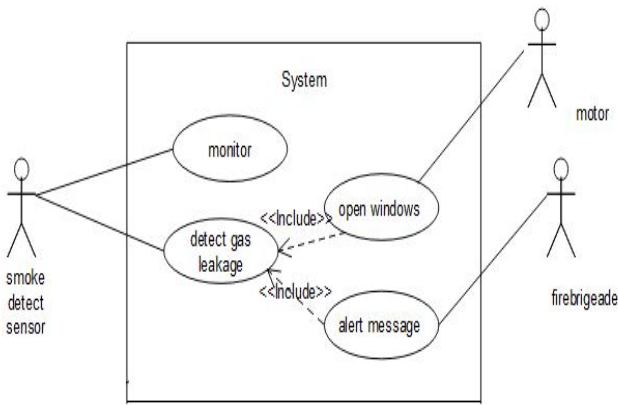 System
motor
monitor
<<Include>>
open windows
detect gas
leakage
smoke
detect
sensor
<<Include>>
firebrigeade
alert message